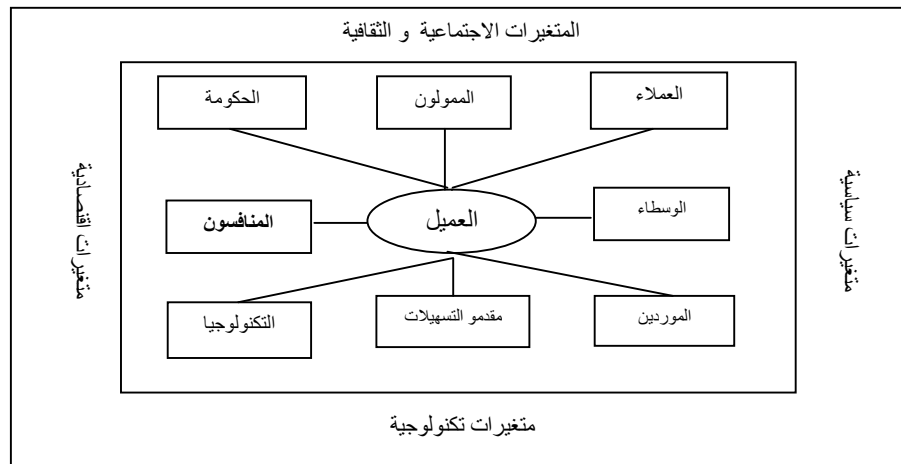 المتغيرات الاجتماعية و الثقافية
العملاء
الممولون
الحكومة
متغيرات سياسية
الوسطاء
العميل
المنافسون
متغيرات اقتصادية
الموردين
مقدمو التسهيلات
التكنولوجيا
متغيرات تكنولوجية